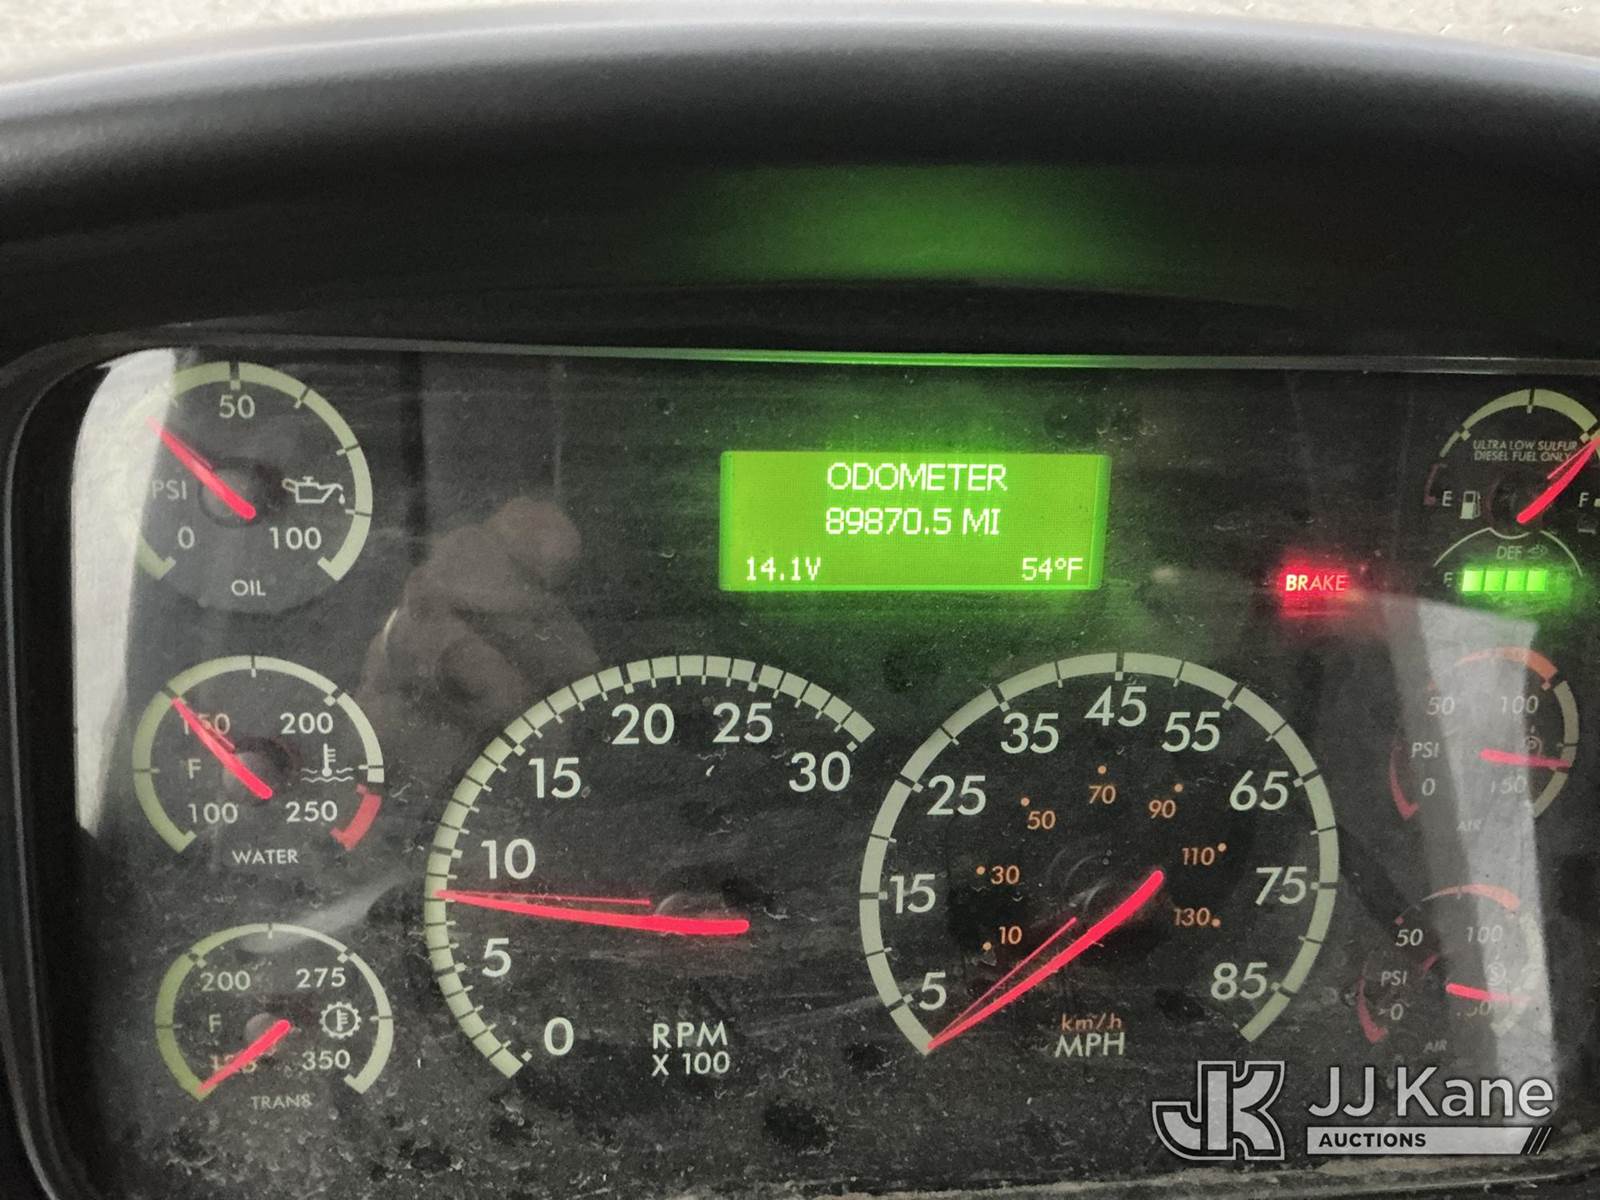 ODOMETER
89870.5 MI
14.1V 54°F
50
PSI
0 100
OIL
150 200
F
100 250
WATER
200 275
F
350
TRANS
0 5 10 15 20 25 30
RPM
X 100
5 15 25 35 45 55 65 75 85
10 30 50 70 90 110 130
km/h
MPH
BRAKE
ULTRA LOW SULFUR
DIESEL FUEL ONLY
E F
DEF
50 100
PSI
0 150
AIR
50 100
PSI
0
AIR
JK JJ Kane
AUCTIONS